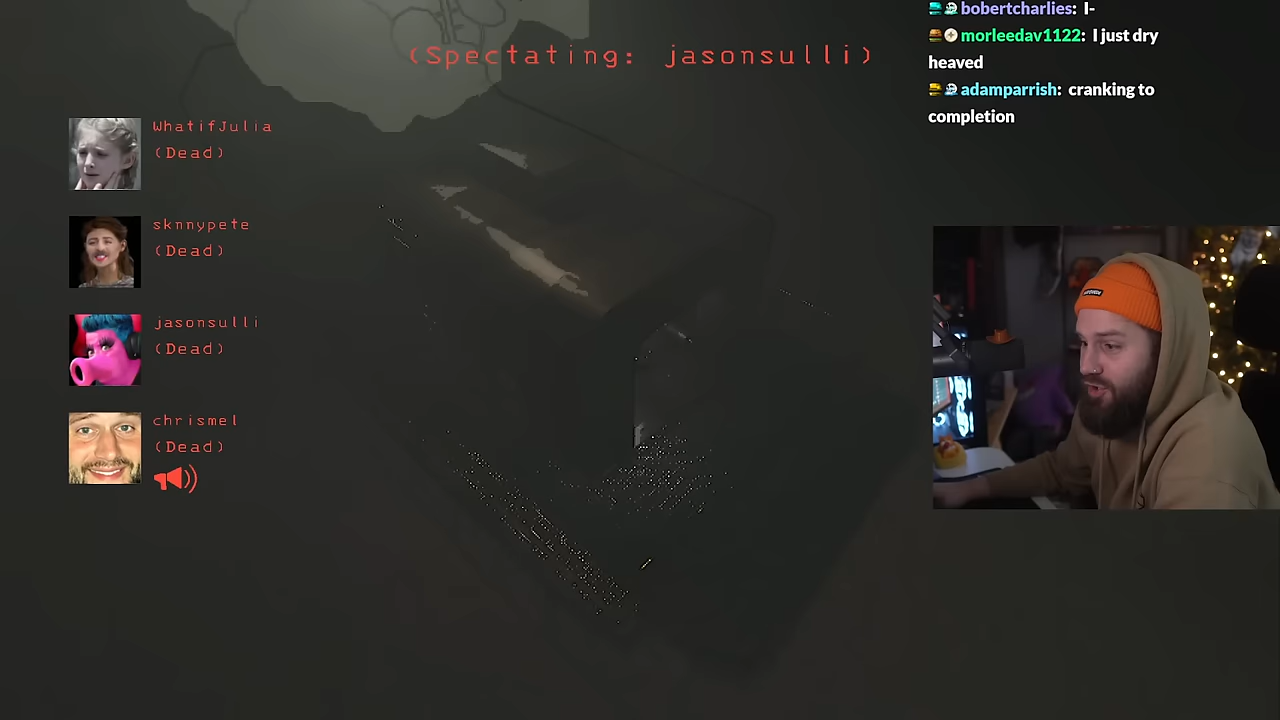 bobertcharlies: I-
morleedav1122: I just dry
heaved
adamparrish: cranking to
completion
(Spectating: jasonsulli)
WhatifJulia
(Dead)
sknnypete
(Dead)
jasonsulli
(Dead)
chrismel
(Dead)